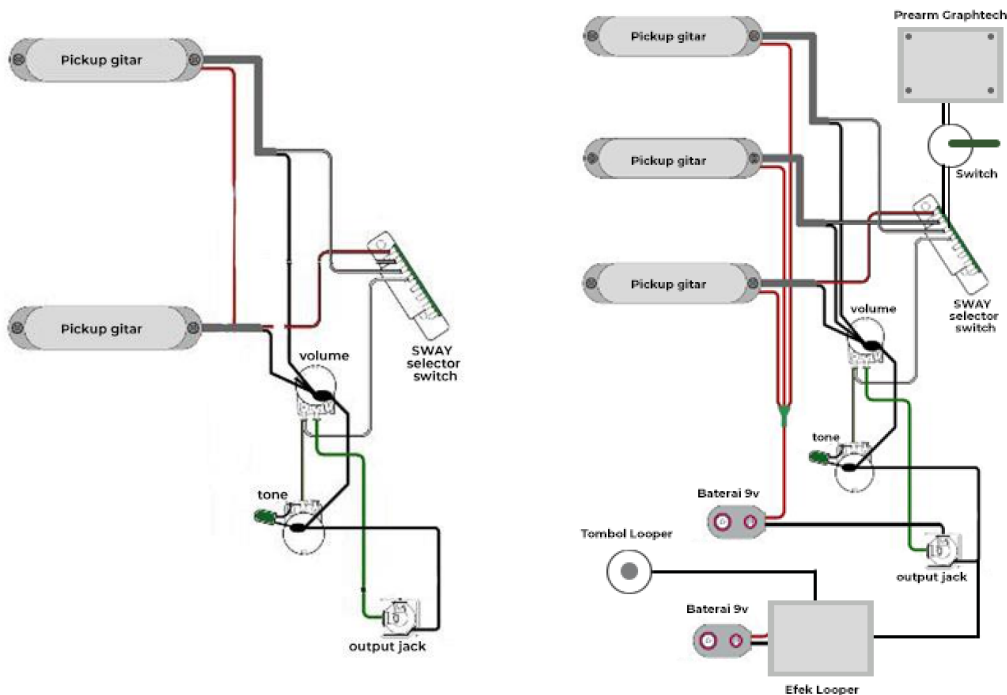 Pickup gitar
Pickup gitar
SWAY
selector
switch
volume
tone
output jack
Pickup gitar
Prearm Graphtech
Pickup gitar
Switch
Pickup gitar
SWAY
selector
switch
volume
tone
Baterai 9v
Tombol Looper
output jack
Baterai 9v
Efek Looper